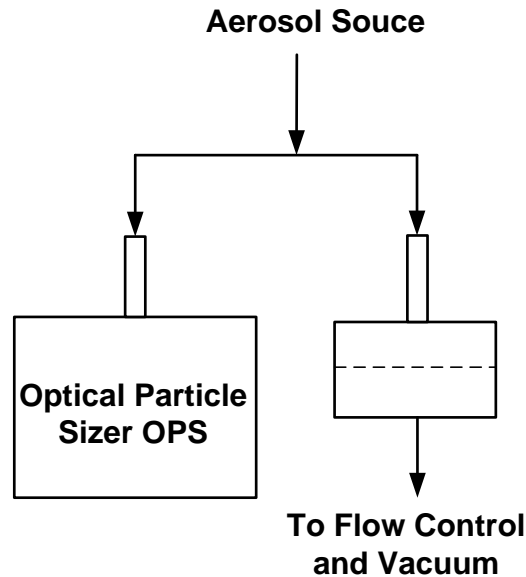 Aerosol Souce
Optical Particle
Sizer OPS
To Flow Control
and Vacuum